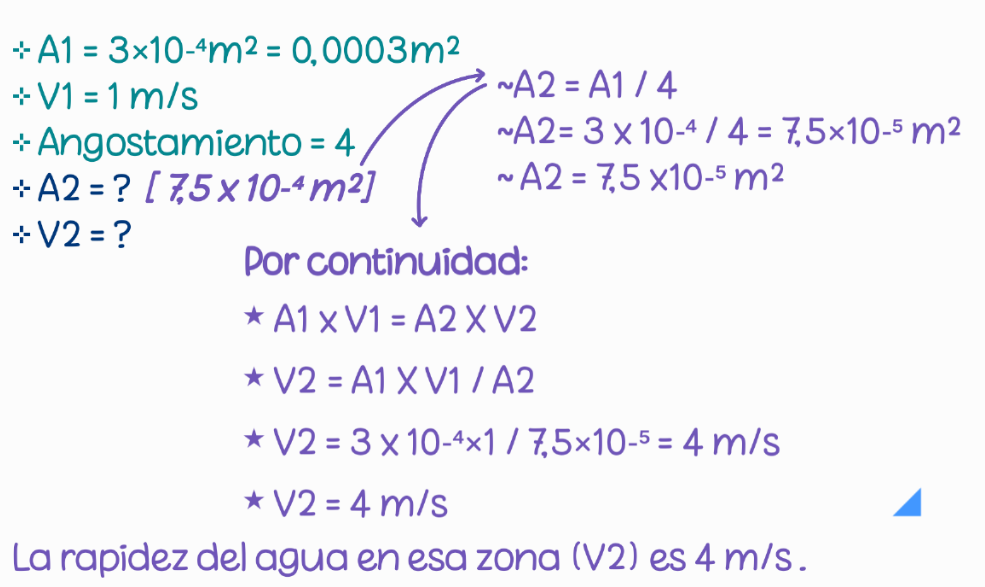 ÷ A1 = 3×10-⁴m² = 0,0003m²
÷ V1 = 1 m/s
÷ Angostamiento = 4
÷ A2 = ? [ 7,5 x 10-⁴ m²]
÷ V2 = ?
~A2 = A1 / 4
~A2= 3 x 10-⁴ / 4 = 7,5×10-⁵ m²
~ A2 = 7,5 x10-⁵ m²
Por continuidad:
★ A1 x V1 = A2 X V2
★ V2 = A1 X V1 / A2
★ V2 = 3 x 10-⁴×1 / 7,5×10-⁵ = 4 m/s
★ V2 = 4 m/s
La rapidez del agua en esa zona (V2) es 4 m/s.